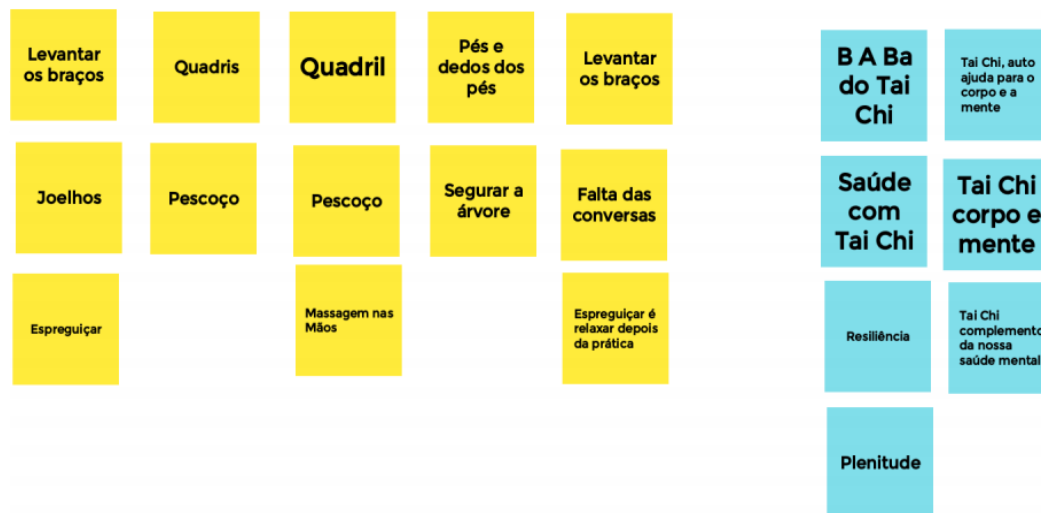 Levantar
os braços
Quadris
Quadril
Pés e
dedos dos
pés
Levantar
os braços
Joelhos
Pescoço
Pescoço
Segurar a
árvore
Falta das
conversas
Espreguiçar
Massagem nas
Mãos
Espreguiçar é
relaxar depois
da prática
B A Ba
do Tai
Chi
Tai Chi, auto
ajuda para o
corpo e a
mente
Saúde
com
Tai Chi
Tai Chi
corpo e
mente
Resiliência
Tai Chi
complemento
da nossa
saúde mental
Plenitude